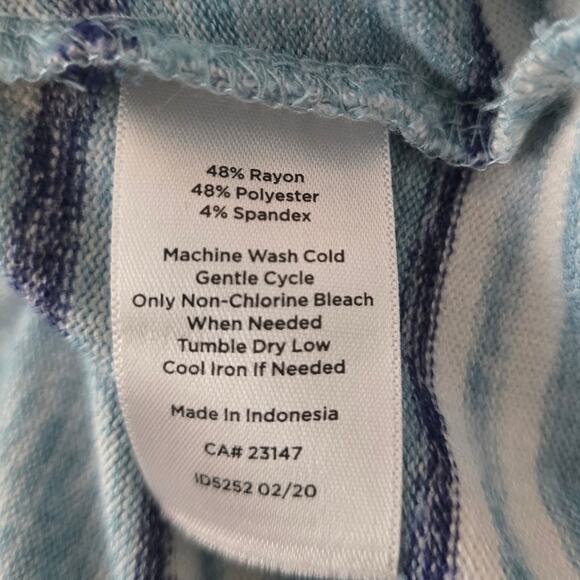 48% Rayon
48% Polyester
4% Spandex
Machine Wash Cold
Gentle Cycle
Only Non-Chlorine Bleach
When Needed
Tumble Dry Low
Cool Iron If Needed
Made In Indonesia
CA# 23147
ID5252 02/20